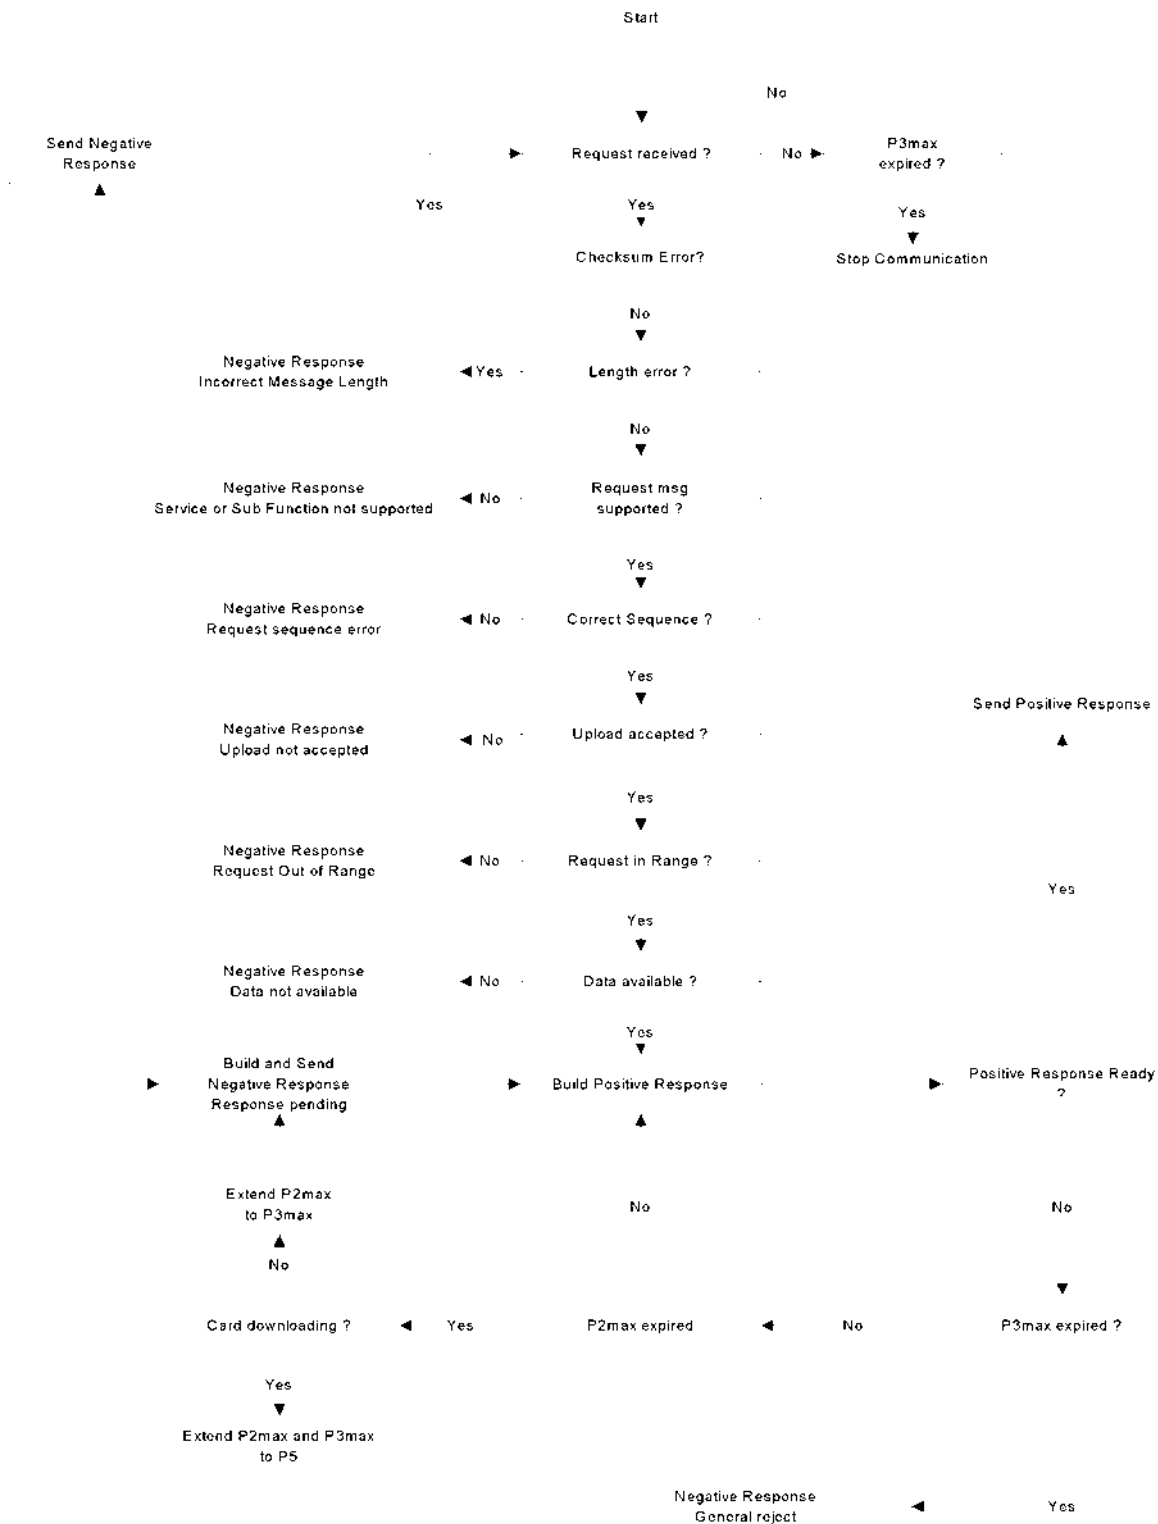 Start
No
Send Negative
Response
Request received ?
No
P3max
expired ?
Yes
Yes
Yes
Checksum Error?
Stop Communication
No
Negative Response
Incorrect Message Length
Yes
Length error ?
No
Negative Response
Service or Sub Function not supported
No
Request msg
supported ?
Yes
Negative Response
Request sequence error
No
Correct Sequence ?
Yes
Send Positive Response
Negative Response
Upload not accepted
No
Upload accepted ?
Yes
Negative Response
Request Out of Range
No
Request in Range ?
Yes
Yes
Negative Response
Data not available
No
Data available ?
Yes
Build and Send
Negative Response
Response pending
Build Positive Response
Positive Response Ready
?
Extend P2max
to P3max
No
No
No
Card downloading ?
Yes
P2max expired
No
P3max expired ?
Yes
Extend P2max and P3max
to P5
Negative Response
General reject
Yes